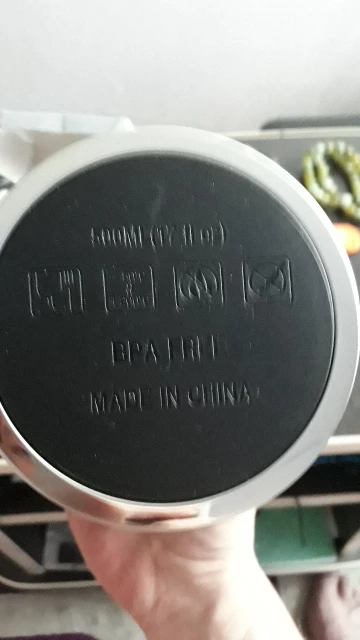 500Ml (17 fl oz)
BPA FREE
MADE IN CHINA